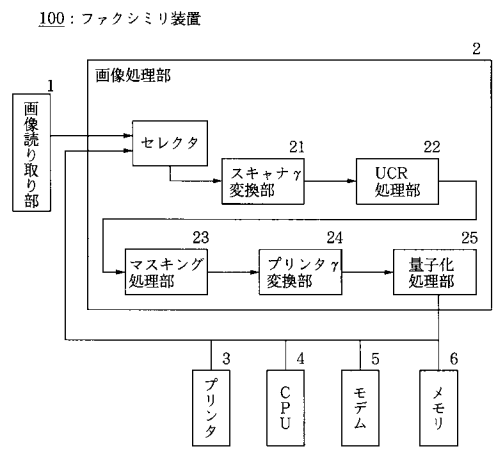 100：ファクシミリ装置
2
画像処理部
1
画像読り取り部
セレクタ
21
スキャナγ
変換部
22
UCR
処理部
23
マスキング
処理部
24
プリンタγ
変換部
25
量子化
処理部
3
プリンタ
4
CPU
5
モデム
6
メモリ